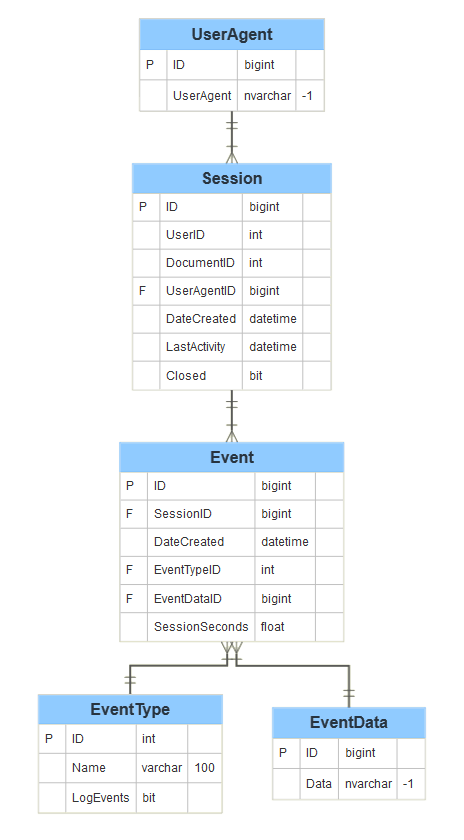 UserAgent
P ID bigint
UserAgent nvarchar -1
Session
P ID bigint
UserID int
DocumentID int
F UserAgentID bigint
DateCreated datetime
LastActivity datetime
Closed bit
Event
P ID bigint
F SessionID bigint
DateCreated datetime
F EventTypeID int
F EventDataID bigint
SessionSeconds float
EventType
P ID int
Name varchar 100
LogEvents bit
EventData
P ID bigint
Data nvarchar -1